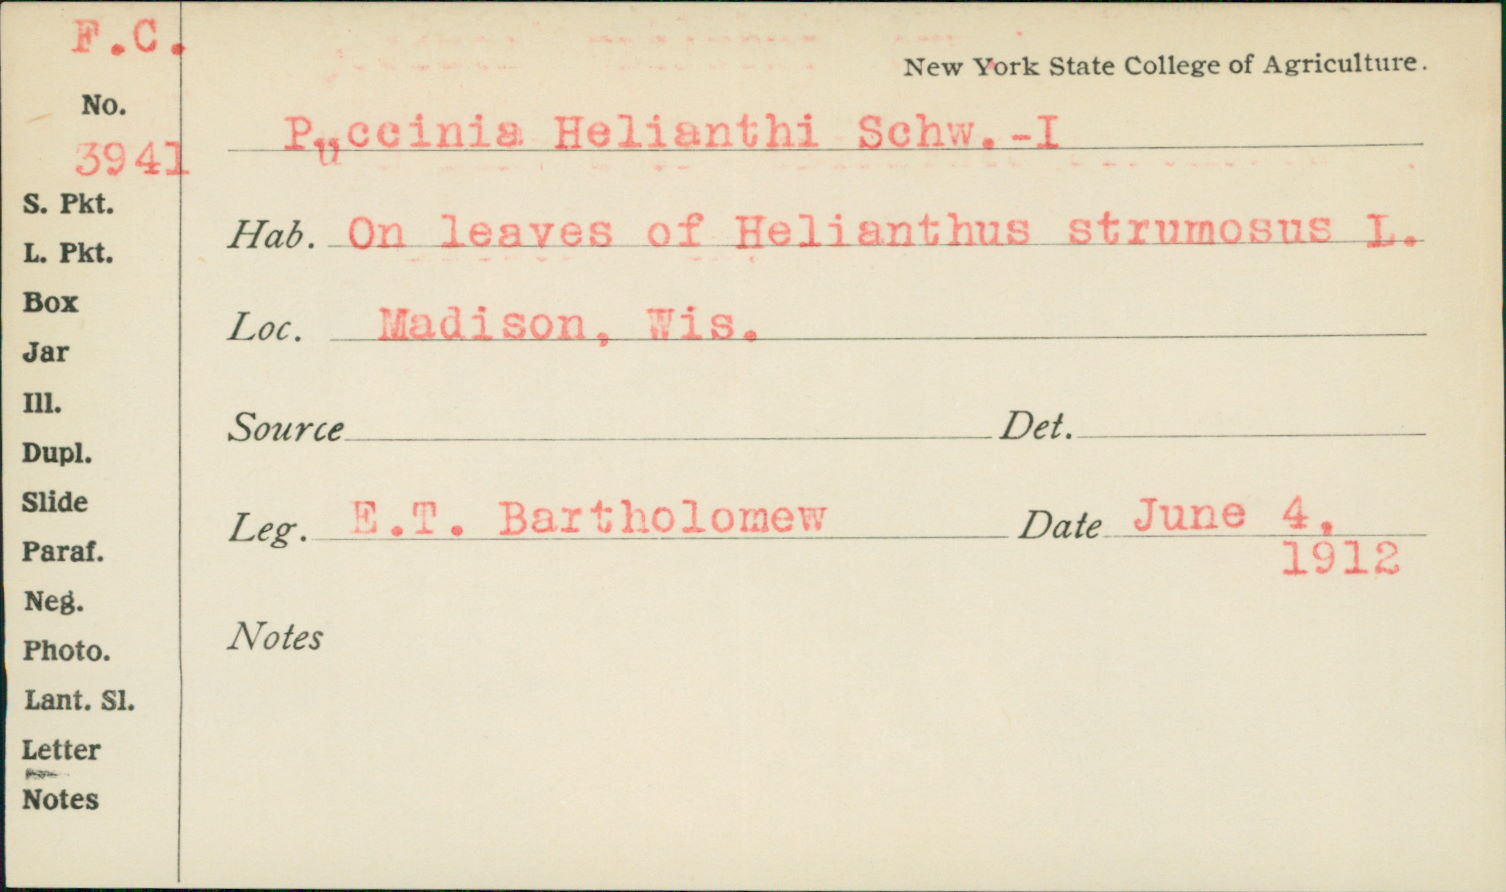 F.C.
New York State College of Agriculture.
No.
3941
Puccinia Helianthi Schw.-I
S. Pkt.
Hab. On leaves of Helianthus strumosus L.
L. Pkt.
Box
Loc. Madison, Wis.
Jar
Ill.
Source Det.
Dupl.
Slide
Leg. E.T. Bartholomew Date June 4,
1912
Paraf.
Neg.
Notes
Photo.
Lant. Sl.
Letter
Notes